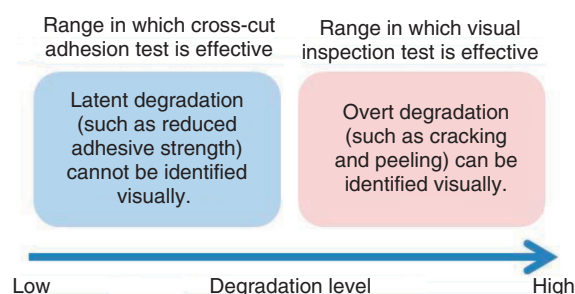 Range in which cross-cut
adhesion test is effective
Range in which visual
inspection test is effective
Latent degradation
(such as reduced
adhesive strength)
cannot be identified
visually.
Overt degradation
(such as cracking
and peeling) can be
identified visually.
Low
Degradation level
High